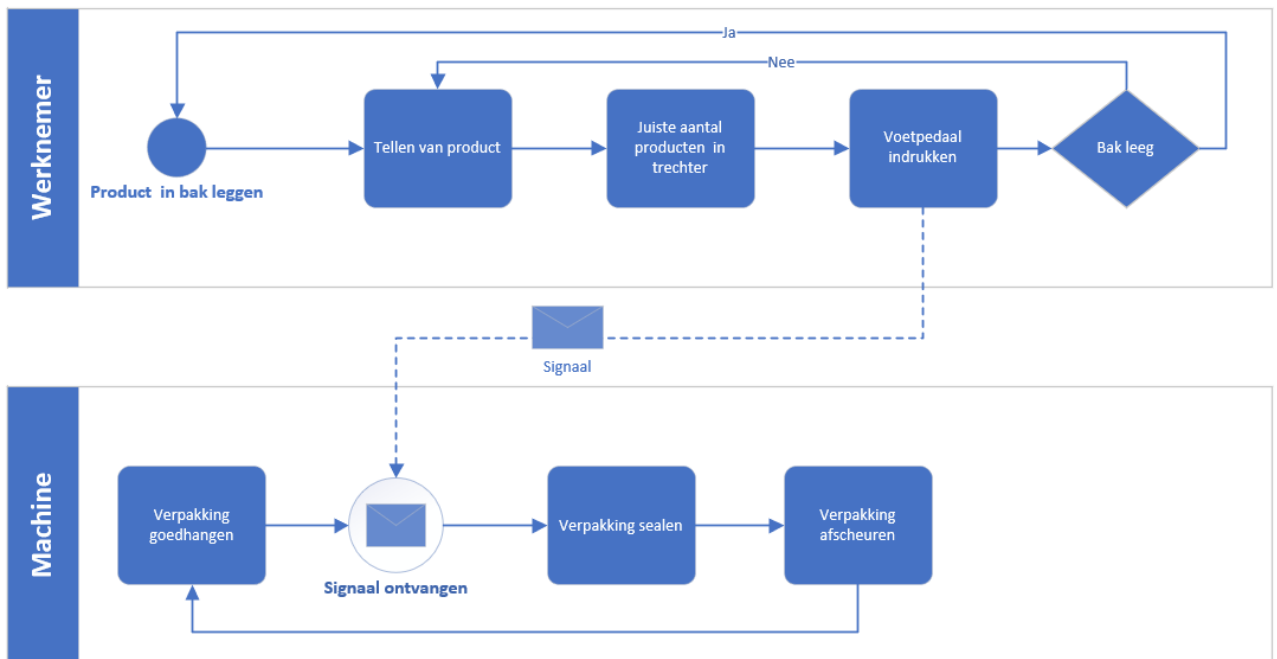 Werknemer
Ja
Nee
Product in bak leggen
Tellen van product
Juiste aantal
producten in
trechter
Voetpedaal
indrukken
Bak leeg
Signaal
Machine
Verpakking
goedhangen
Signaal ontvangen
Verpakking sealen
Verpakking
afscheuren